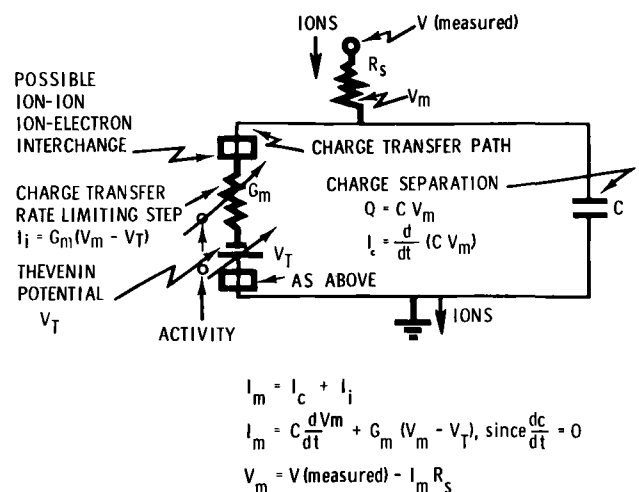 IONS
V (measured)
R_s
V_m
POSSIBLE
ION-ION
ION-ELECTRON
INTERCHANGE
CHARGE TRANSFER PATH
CHARGE TRANSFER
RATE LIMITING STEP
I_i = G_m (V_m - V_T)
G_m
CHARGE SEPARATION
Q = C V_m
I_c = d/dt (C V_m)
C
THEVENIN
POTENTIAL
V_T
V_T
AS ABOVE
ACTIVITY
IONS
I_m = I_c + I_i
I_m = C dVm/dt + G_m (V_m - V_T), since dc/dt = 0
V_m = V (measured) - I_m R_s